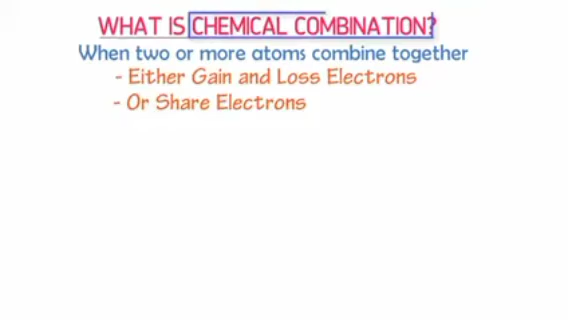 WHAT IS CHEMICAL COMBINATION?
When two or more atoms combine together
- Either Gain and Loss Electrons
- Or Share Electrons